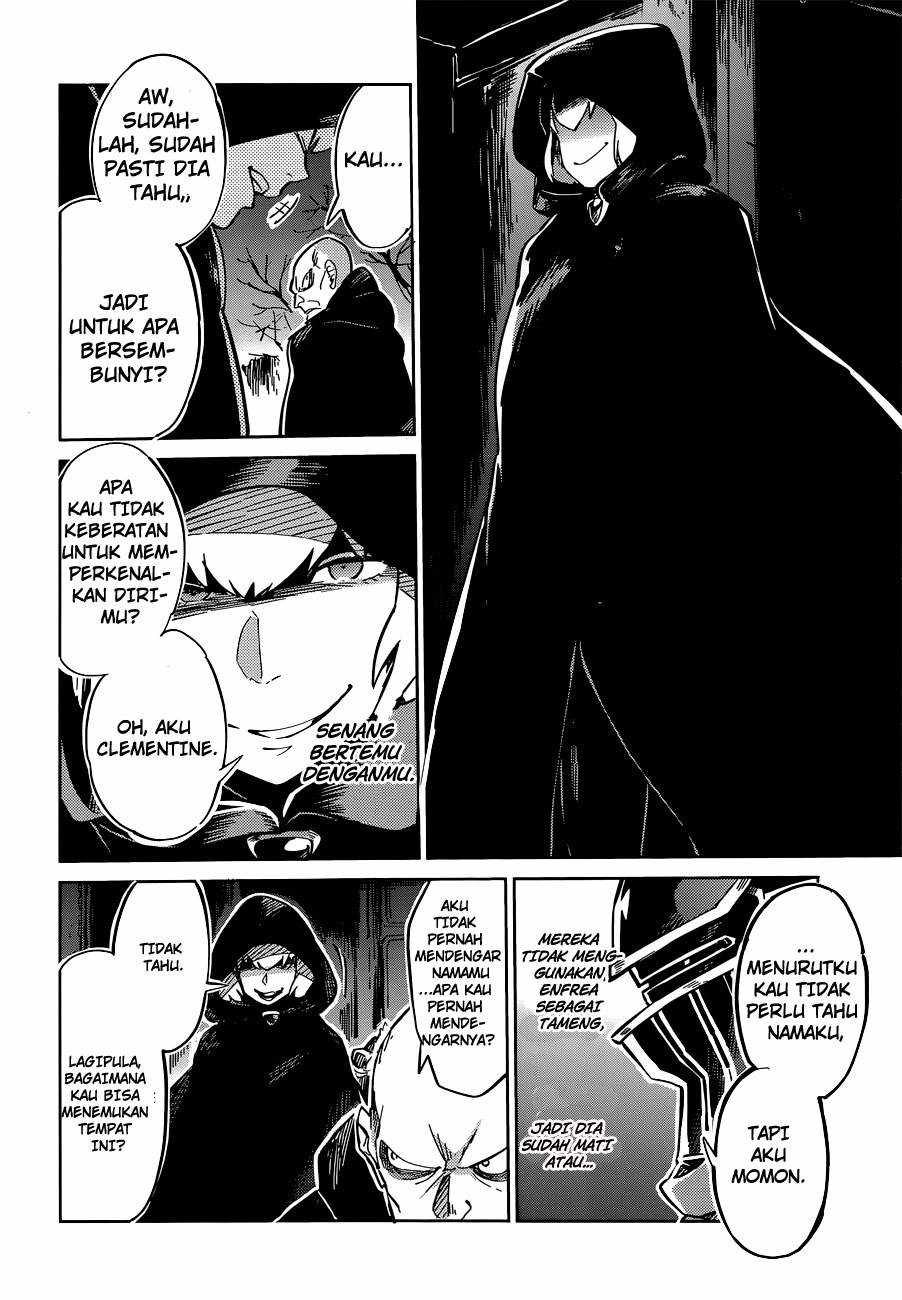 KAU...
AW,
SUDAH-
LAH, SUDAH
PASTI DIA
TAHU,,
JADI
UNTUK APA
BERSEM-
BUNYI?
APA
KAU TIDAK
KEBERATAN
UNTUK MEM-
PERKENAL-
KAN DIRI-
MU?
OH, AKU
CLEMENTINE.
SENANG
BERTEMU
DENGANMU.
...
MENURUTKU
KAU TIDAK
PERLU TAHU
NAMAKU,
TAPI
AKU
MOMON.
MEREKA
TIDAK MENG-
GUNAKAN
ENFREA
SEBAGAI
TAMENG,
JADI DIA
SUDAH MATI
ATAU...
AKU
TIDAK
PERNAH
MENDENGAR
NAMAMU
...APA KAU
PERNAH
MENDE-
NGARNYA?
TIDAK
TAHU.
LAGIPULA,
BAGAIMANA
KAU BISA
MENEMUKAN
TEMPAT
INI?